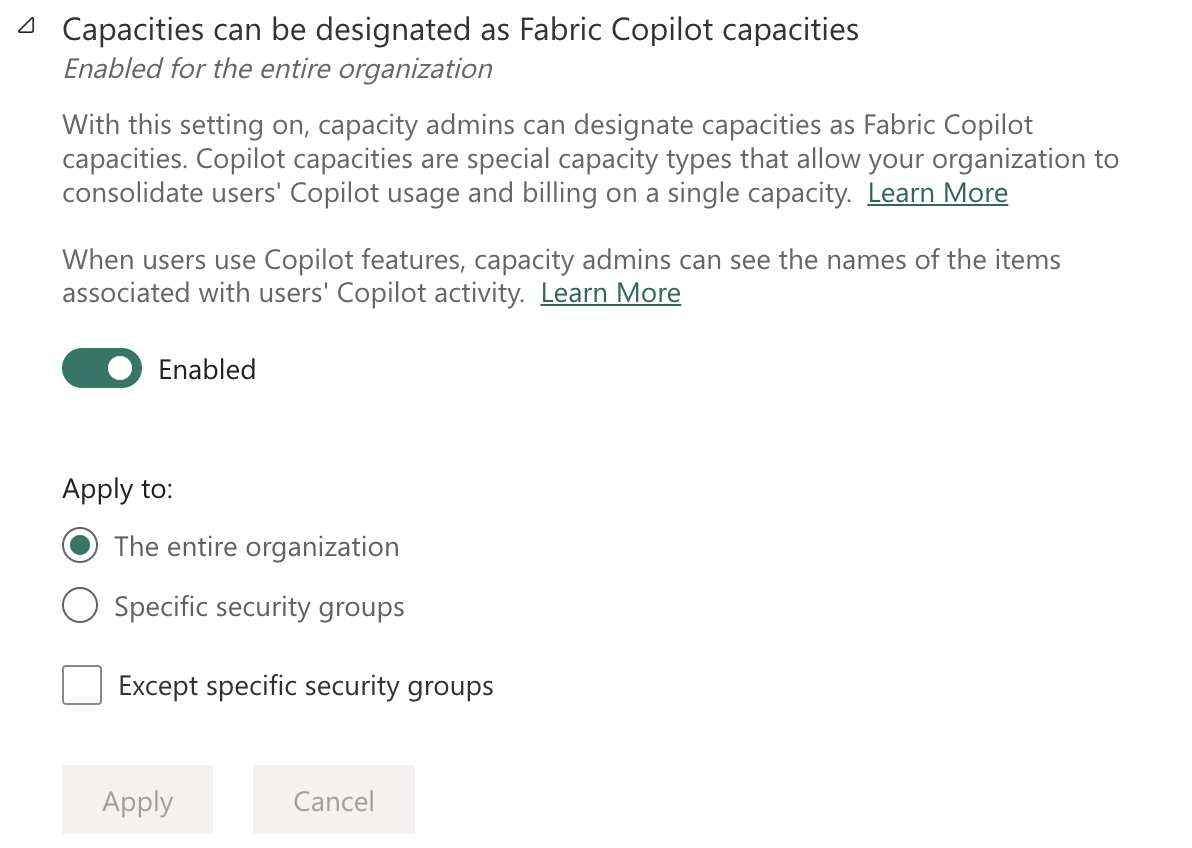 Capacities can be designated as Fabric Copilot capacities
Enabled for the entire organization
With this setting on, capacity admins can designate capacities as Fabric Copilot
capacities. Copilot capacities are special capacity types that allow your organization to
consolidate users' Copilot usage and billing on a single capacity. Learn More
When users use Copilot features, capacity admins can see the names of the items
associated with users' Copilot activity. Learn More
Enabled
Apply to:
The entire organization
Specific security groups
Except specific security groups
Apply Cancel